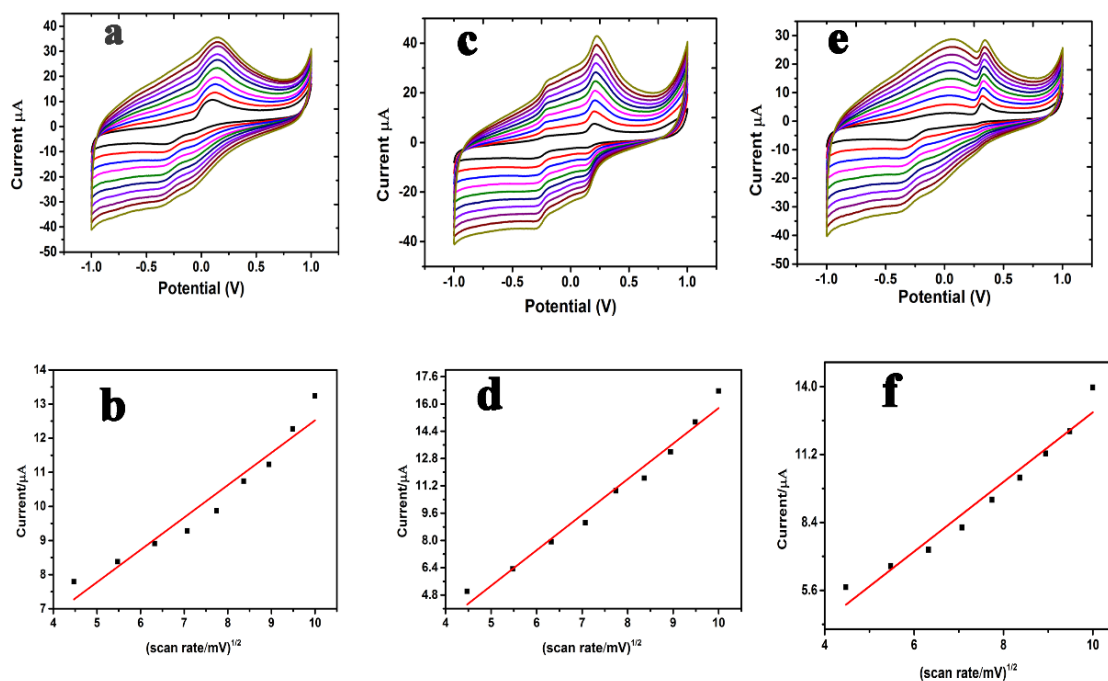 a
50
40
30
20
10
0
-10
-20
-30
-40
-50
Current µA
-1.0 -0.5 0.0 0.5 1.0
Potential (V)
c
40
20
0
-20
-40
Current µA
-1.0 -0.5 0.0 0.5 1.0
Potential (V)
e
40
30
20
10
0
-10
-20
-30
-40
-50
Current µA
-1.0 -0.5 0.0 0.5 1.0
Potential (V)
b
14
13
12
11
10
9
8
7
Current/µA
4 5 6 7 8 9 10
(scan rate/mV)1/2
d
17.6
16.0
14.4
12.8
11.2
9.6
8.0
6.4
4.8
Current/µA
4 5 6 7 8 9 10
(scan rate/mV)1/2
f
14.0
11.2
8.4
5.6
Current/µA
4 6 8 10
(scan rate/mV)1/2